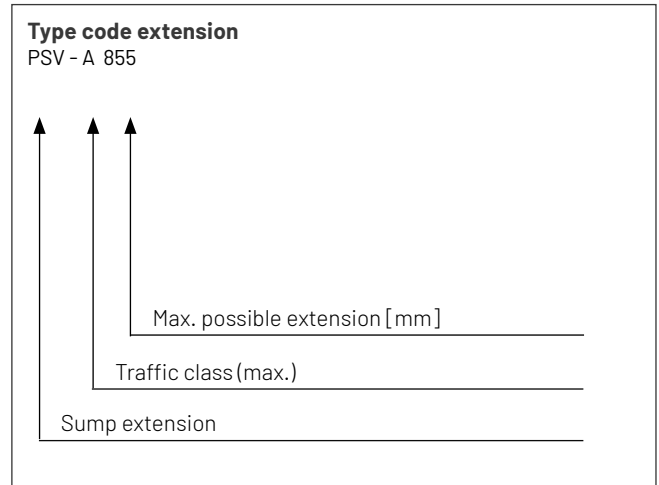 Type code extension
PSV - A 855
Max. possible extension [mm]
Traffic class (max.)
Sump extension